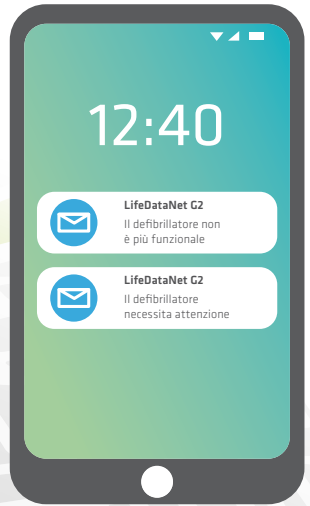 12:40
LifeDataNet G2
Il defibrillatore non
è più funzionale
LifeDataNet G2
Il defibrillatore
necessita attenzione